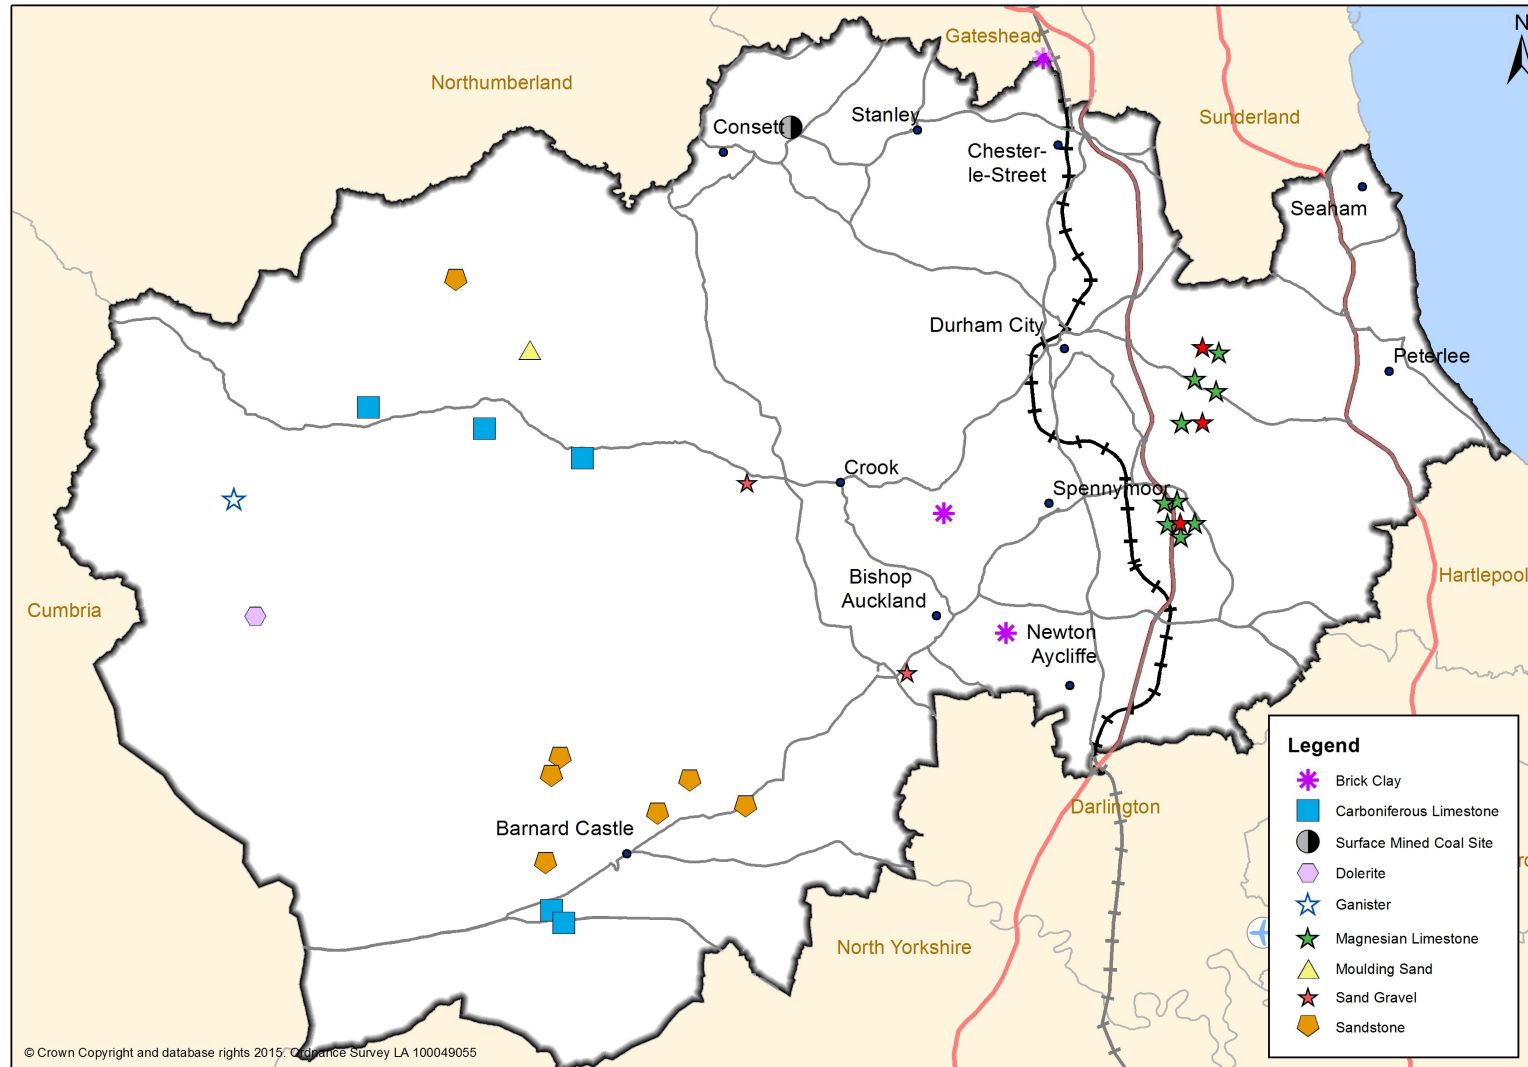 N
Gateshead
Northumberland
Sunderland
Consett
Stanley
Chester-
le-Street
Seaham
Durham City
Peterlee
Crook
Spennymoor
Bishop
Auckland
Hartlepool
Cumbria
Newton
Aycliffe
Darlington
Barnard Castle
North Yorkshire
Legend
Brick Clay
Carboniferous Limestone
Surface Mined Coal Site
Dolerite
Ganister
Magnesian Limestone
Moulding Sand
Sand Gravel
Sandstone
© Crown Copyright and database rights 2015. Ordnance Survey LA 100049055